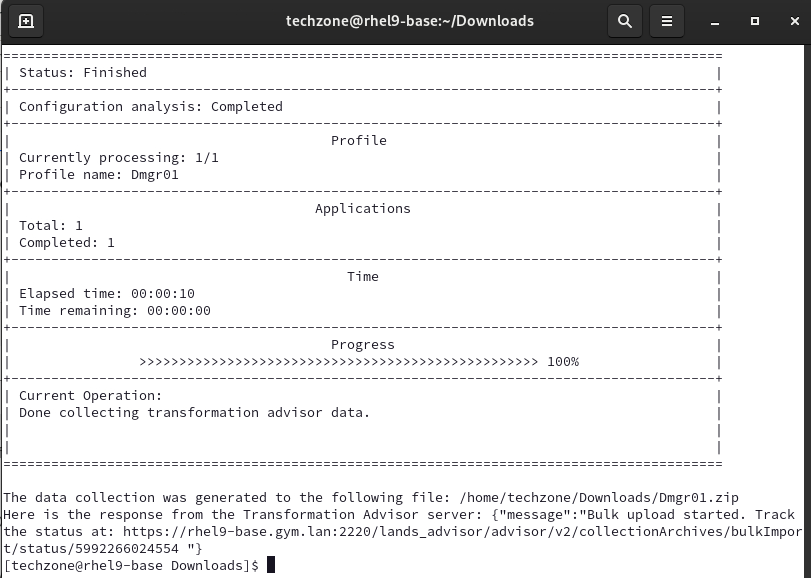 techzone@rhel9-base:~/Downloads
==========================================================================================
| Status: Finished |
+-----------------------------------------------------------------------------------------+
| Configuration analysis: Completed |
+-----------------------------------------------------------------------------------------+
| Profile |
| Currently processing: 1/1 |
| Profile name: Dmgr01 |
+-----------------------------------------------------------------------------------------+
| Applications |
| Total: 1 |
| Completed: 1 |
+-----------------------------------------------------------------------------------------+
| Time |
| Elapsed time: 00:00:10 |
| Time remaining: 00:00:00 |
+-----------------------------------------------------------------------------------------+
| Progress |
| >>>>>>>>>>>>>>>>>>>>>>>>>>>>>>>>>>>>>>>>>>>>>>>>>> 100% |
+-----------------------------------------------------------------------------------------+
| Current Operation: |
| Done collecting transformation advisor data. |
| |
| |
==========================================================================================
The data collection was generated to the following file: /home/techzone/Downloads/Dmgr01.zip
Here is the response from the Transformation Advisor server: {"message":"Bulk upload started. Track
the status at: https://rhel9-base.gym.lan:2220/lands_advisor/advisor/v2/collectionArchives/bulkImpor
t/status/5992266024554 "}
[techzone@rhel9-base Downloads]$